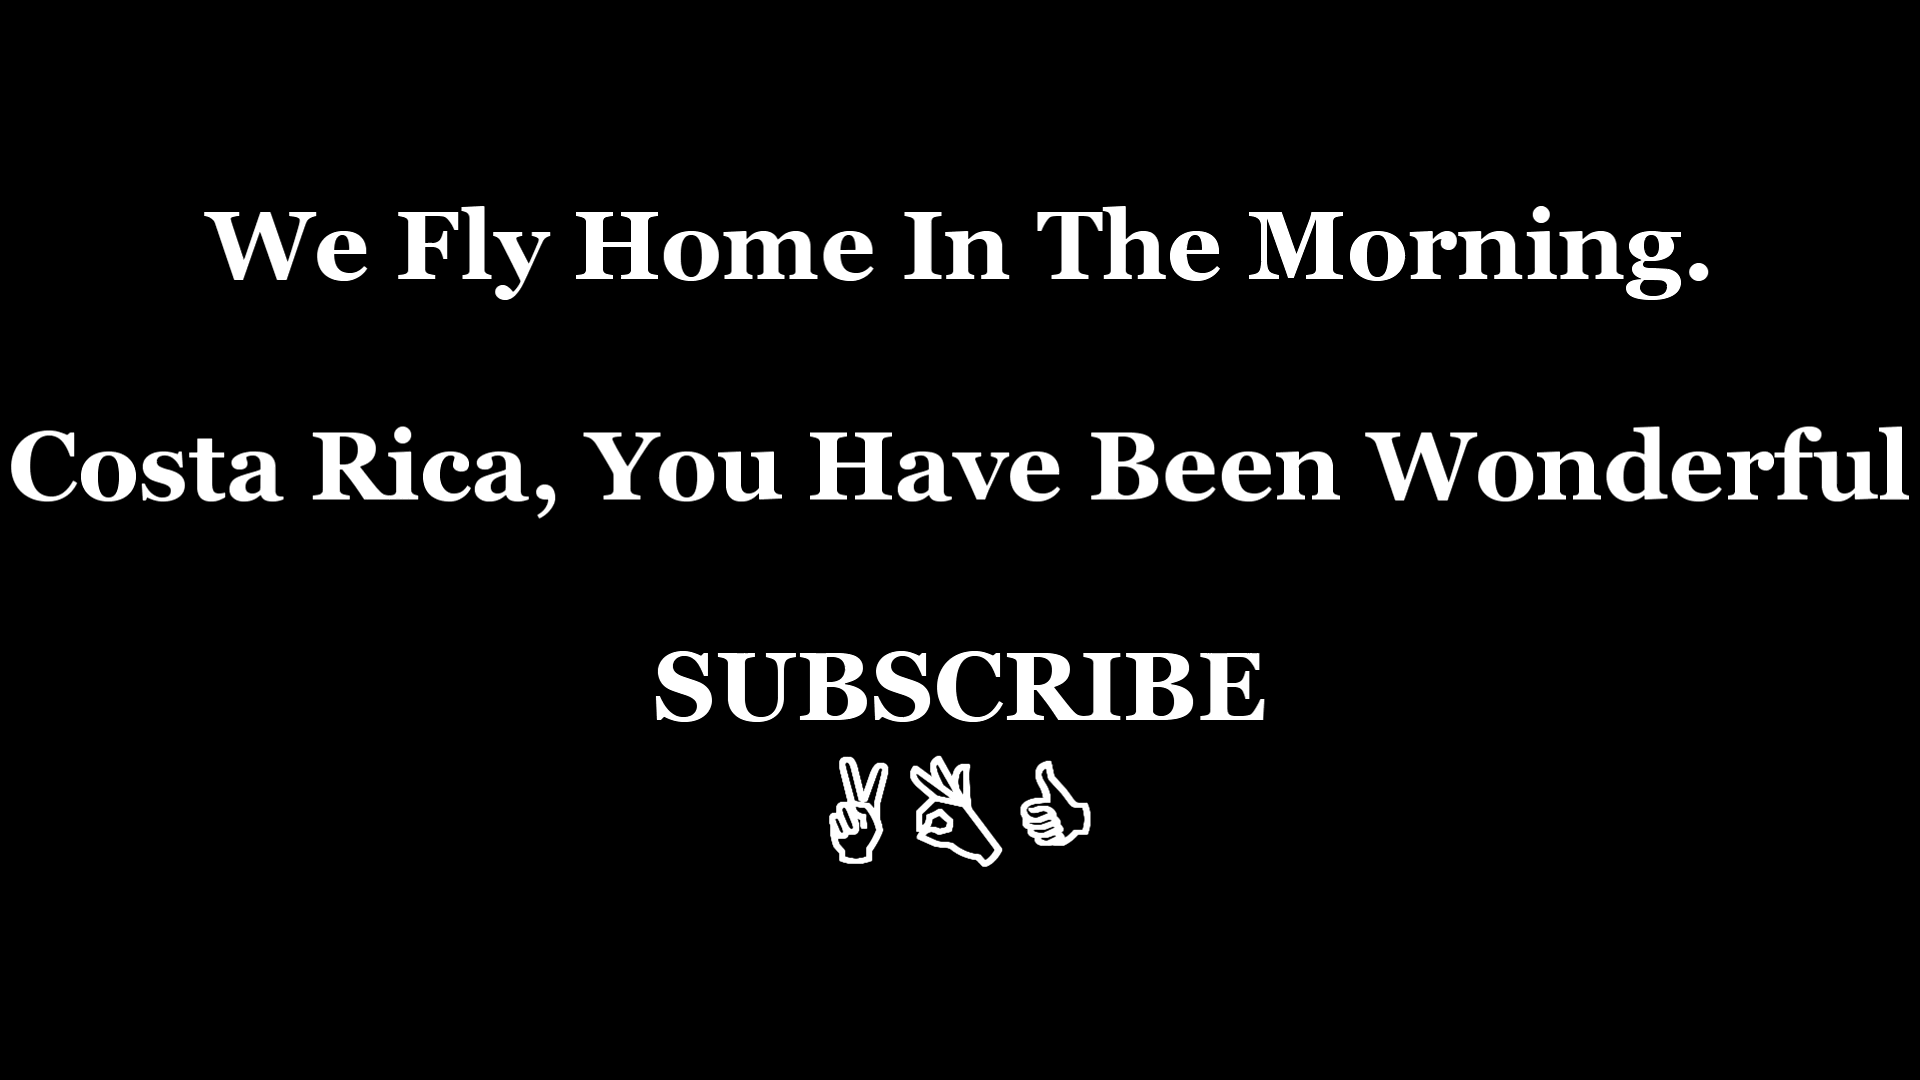 We Fly Home In The Morning.
Costa Rica, You Have Been Wonderful
SUBSCRIBE
✌👌👍